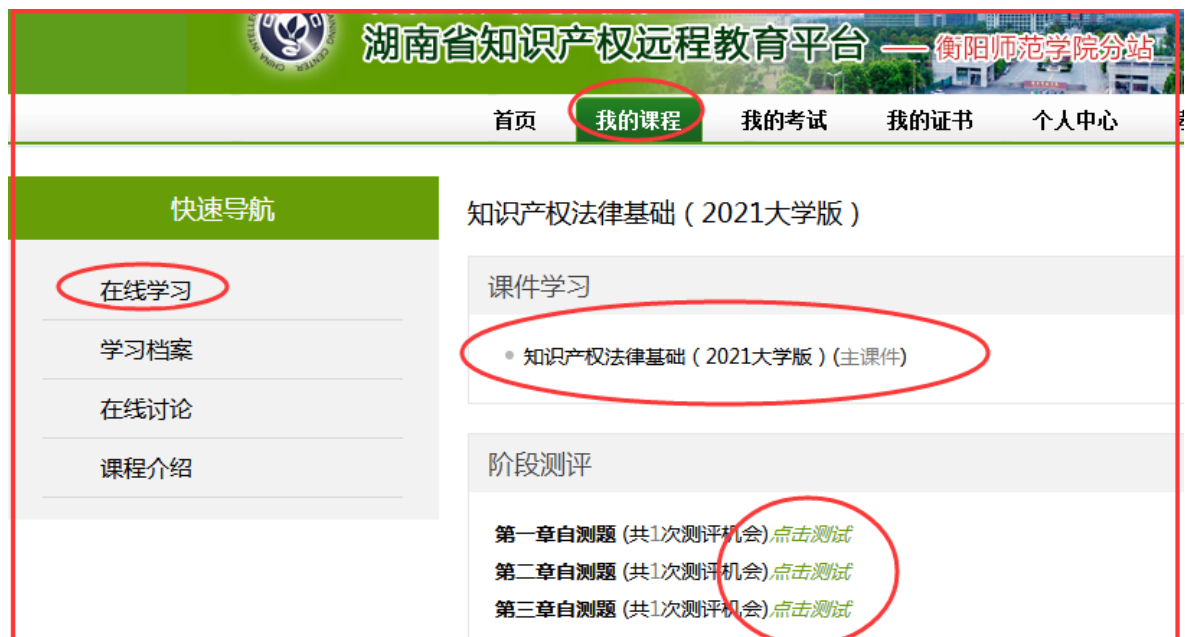 湖南省知识产权远程教育平台 —— 衡阳师范学院分站
首页 我的课程 我的考试 我的证书 个人中心
快速导航
在线学习
学习档案
在线讨论
课程介绍
知识产权法律基础（2021大学版）
课件学习
知识产权法律基础（2021大学版）(主课件)
阶段测评
第一章自测题 (共1次测评机会)点击测试
第二章自测题 (共1次测评机会)点击测试
第三章自测题 (共1次测评机会)点击测试